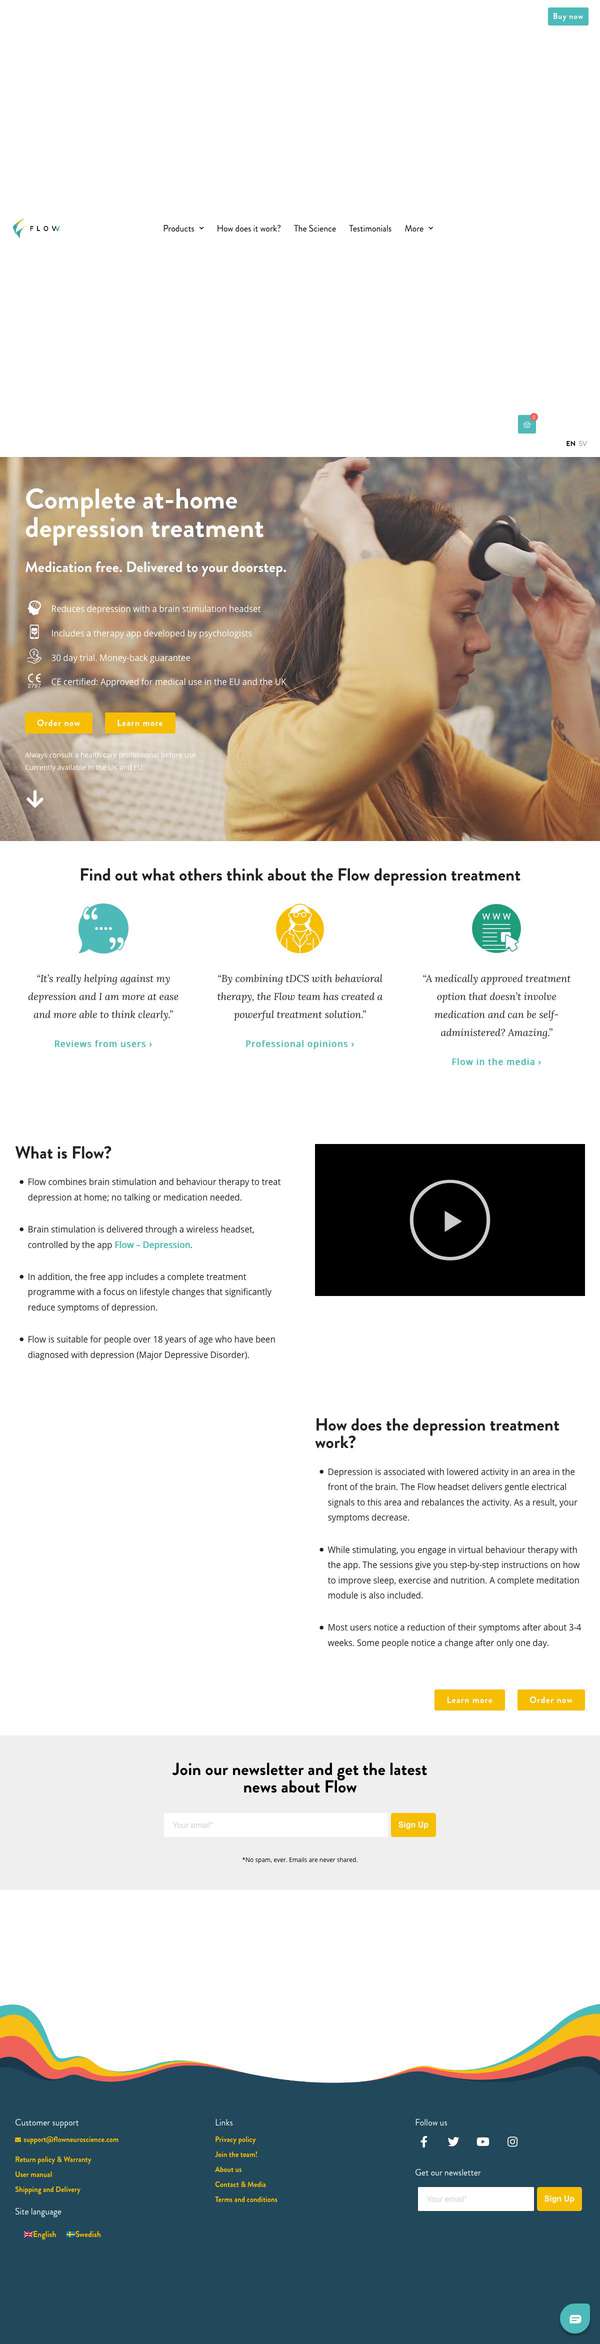 Buy now
FLOW
Products How does it work? The Science Testimonials More
EN SV
Complete at-home
depression treatment
Medication free. Delivered to your doorstep.
Reduces depression with a brain stimulation headset
Includes a therapy app developed by psychologists
30 day trial. Money-back guarantee
CE 2797 CE certified: Approved for medical use in the EU and the UK
Order now Learn more
Always consult a health care professional before use
Currently available in the UK and EU.
Find out what others think about the Flow depression treatment
WWW
“It’s really helping against my
depression and I am more at ease
and more able to think clearly.”
Reviews from users ›
“By combining tDCS with behavioral
therapy, the Flow team has created a
powerful treatment solution.”
Professional opinions ›
“A medically approved treatment
option that doesn’t involve
medication and can be self-
administered? Amazing.”
Flow in the media ›
What is Flow?
• Flow combines brain stimulation and behaviour therapy to treat
depression at home; no talking or medication needed.
• Brain stimulation is delivered through a wireless headset,
controlled by the app Flow – Depression.
• In addition, the free app includes a complete treatment
programme with a focus on lifestyle changes that significantly
reduce symptoms of depression.
• Flow is suitable for people over 18 years of age who have been
diagnosed with depression (Major Depressive Disorder).
How does the depression treatment
work?
• Depression is associated with lowered activity in an area in the
front of the brain. The Flow headset delivers gentle electrical
signals to this area and rebalances the activity. As a result, your
symptoms decrease.
• While stimulating, you engage in virtual behaviour therapy with
the app. The sessions give you step-by-step instructions on how
to improve sleep, exercise and nutrition. A complete meditation
module is also included.
• Most users notice a reduction of their symptoms after about 3-4
weeks. Some people notice a change after only one day.
Learn more Order now
Join our newsletter and get the latest
news about Flow
Your email* Sign Up
*No spam, ever. Emails are never shared.
Customer support
support@flowneuroscience.com
Return policy & Warranty
User manual
Shipping and Delivery
Site language
English Swedish
Links
Privacy policy
Join the team!
About us
Contact & Media
Terms and conditions
Follow us
Get our newsletter
Your email* Sign Up